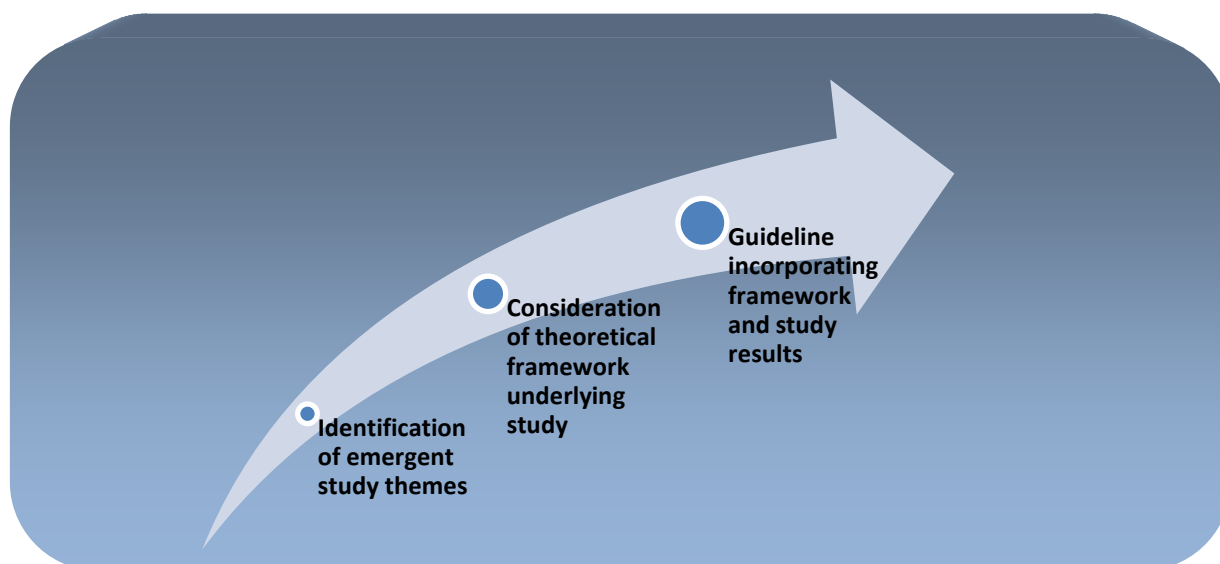 Identification
of emergent
study themes
Consideration
of theoretical
framework
underlying
study
Guideline
incorporating
framework
and study
results